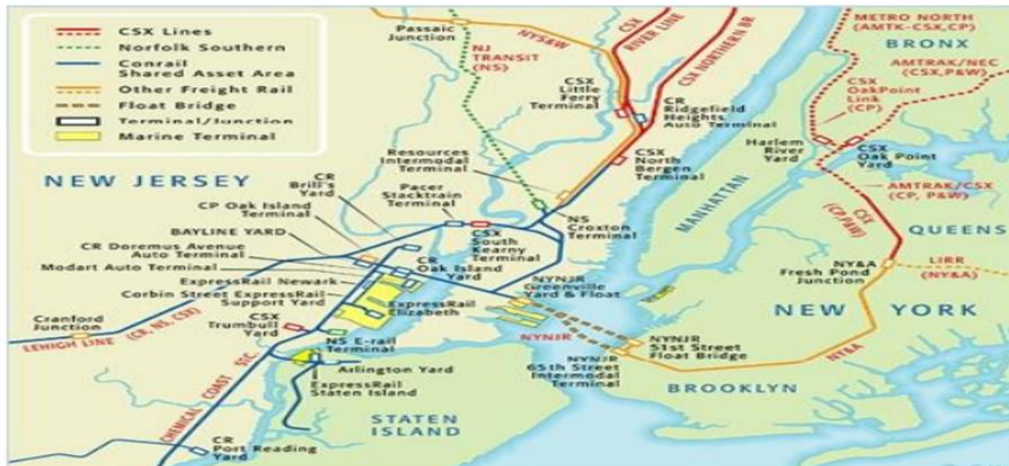 CSX Lines
Norfolk Southern
Conrail
Shared Asset Area
Other Freight Rail
Float Bridge
Terminal/Junction
Marine Terminal
Passaic
Junction
NYS&W
NJ
TRANSIT
(NS)
CSX
RIVER LINE
CSX NORTHERN BR
METRO NORTH
(AMTK-CSX,CP)
BRONX
AMTRAK/NEC
(CSX,P&W)
CSX
OakPoint
Link
(CP)
CSX
Little
Ferry
Terminal
CR
Ridgefield
Heights
Auto Terminal
Harlem
River
Yard
CSX
Oak Point
Yard
CSX
North
Bergen
Terminal
Resources
Intermodal
Terminal
NEW JERSEY
CR
Brill's
Yard
Pacer
Stacktrain
Terminal
MANHATTAN
AMTRAK/CSX
(CP, P&W)
CSX
(CP,P&W)
QUEENS
CP Oak Island
Terminal
BAYLINE YARD
NS
Croxton
Terminal
CSX
South
Kearny
Terminal
CR Doremus Avenue
Auto Terminal
Modart Auto Terminal
CR
Oak Island
Yard
NY&A
Fresh Pond
Junction
LIRR
(NY&A)
ExpressRail Newark
Corbin Street ExpressRail
Support Yard
NYNJR
Greenville
Yard & Float
ExpressRail
Elizabeth
NEW YORK
Cranford
Junction
LEHIGH LINE (CR, NS, CSX)
CSX
Trumbull
Yard
NS E-rail
Terminal
NYNJR
NYNJR
51st Street
Float Bridge
NY&A
Arlington Yard
NYNJR
65th Street
Intermodal
Terminal
ExpressRail
Staten Island
BROOKLYN
CHEMICAL COAST SEC.
STATEN
ISLAND
CR
Port Reading
Yard